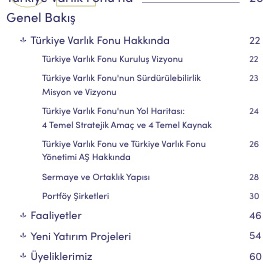 Genel Bakış
Türkiye Varlık Fonu Hakkında 22
Türkiye Varlık Fonu Kuruluş Vizyonu 22
Türkiye Varlık Fonu'nun Sürdürülebilirlik 23
Misyon ve Vizyonu
Türkiye Varlık Fonu'nun Yol Haritası: 24
4 Temel Stratejik Amaç ve 4 Temel Kaynak
Türkiye Varlık Fonu ve Türkiye Varlık Fonu 26
Yönetimi AŞ Hakkında
Sermaye ve Ortaklık Yapısı 28
Portföy Şirketleri 30
Faaliyetler 46
Yeni Yatırım Projeleri 54
Üyeliklerimiz 60